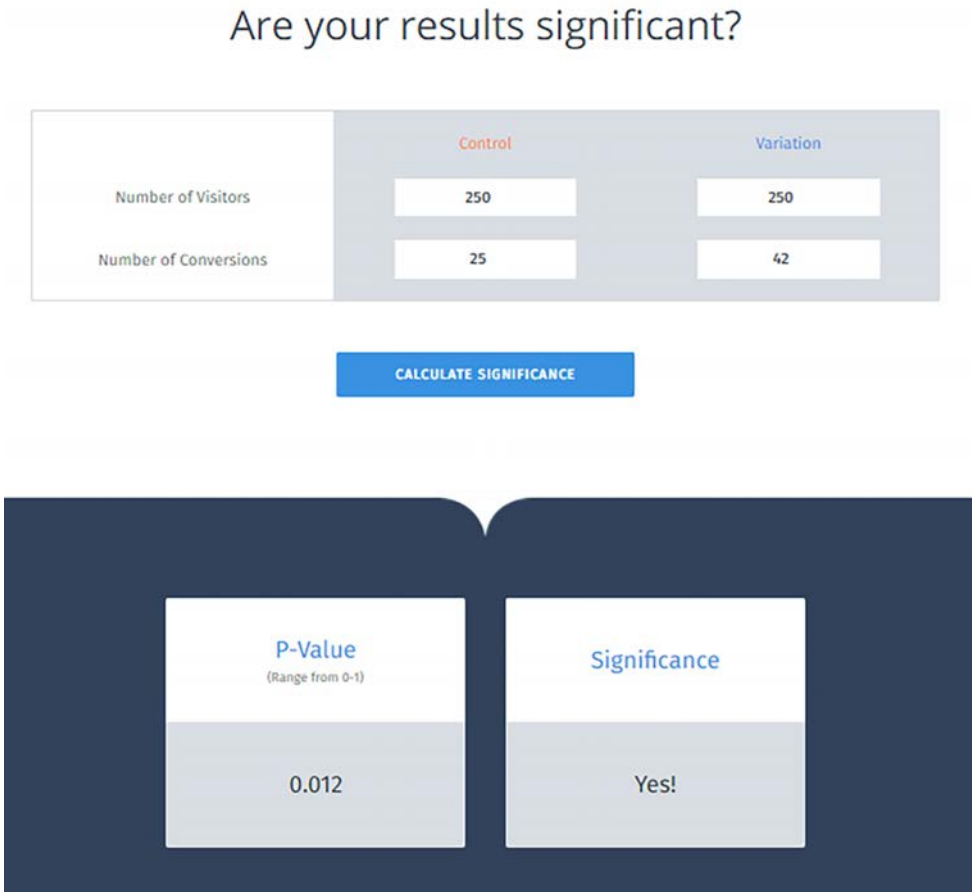 Are your results significant?
Control Variation
Number of Visitors 250 250
Number of Conversions 25 42
CALCULATE SIGNIFICANCE
P-Value
(Range from 0-1)
Significance
0.012 Yes!